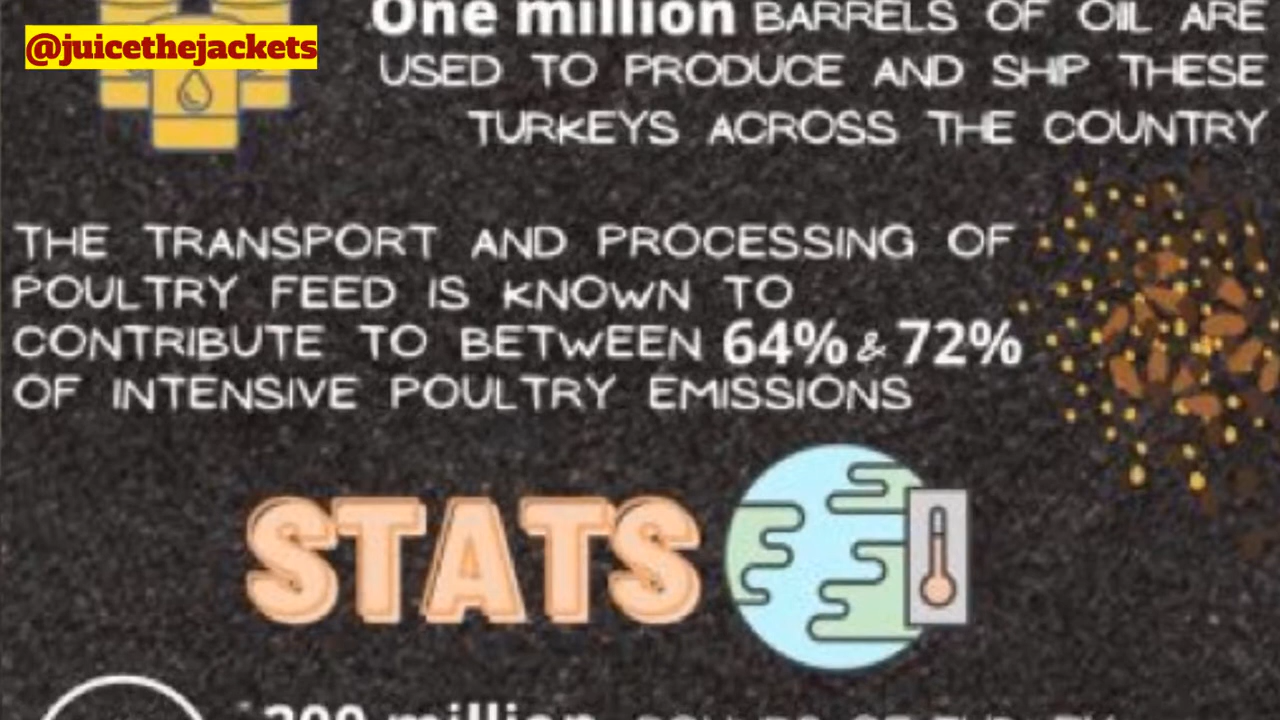 @juicethejackets
One million BARRELS OF OIL ARE
USED TO PRODUCE AND SHIP THESE
TURKEYS ACROSS THE COUNTRY
THE TRANSPORT AND PROCESSING OF
POULTRY FEED IS KNOWN TO
CONTRIBUTE TO BETWEEN 64% & 72%
OF INTENSIVE POULTRY EMISSIONS
STATS
million